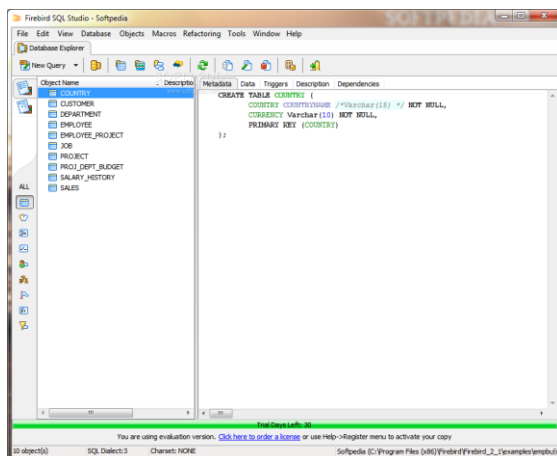 Firebird SQL Studio - Softpedia
SOFTPEDIA
File Edit View Database Objects Macros Refactoring Tools Window Help
Database Explorer
New Query
Object Name Descriptio
Metadata Data Triggers Description Dependencies
COUNTRY
CUSTOMER
DEPARTMENT
EMPLOYEE
EMPLOYEE_PROJECT
JOB
PROJECT
PROJ_DEPT_BUDGET
SALARY_HISTORY
SALES
CREATE TABLE COUNTRY (
COUNTRY COUNTRYNAME /*Varchar(15) */ NOT NULL,
CURRENCY Varchar(10) NOT NULL,
PRIMARY KEY (COUNTRY)
);
ALL
Trial Days Left: 30
You are using evaluation version. Click here to order a license or use Help->Register menu to activate your copy
10 object(s) SQL Dialect:3 Charset: NONE Softpedia (C:\Program Files (x86)\Firebird\Firebird_2_1\examples\empbuil